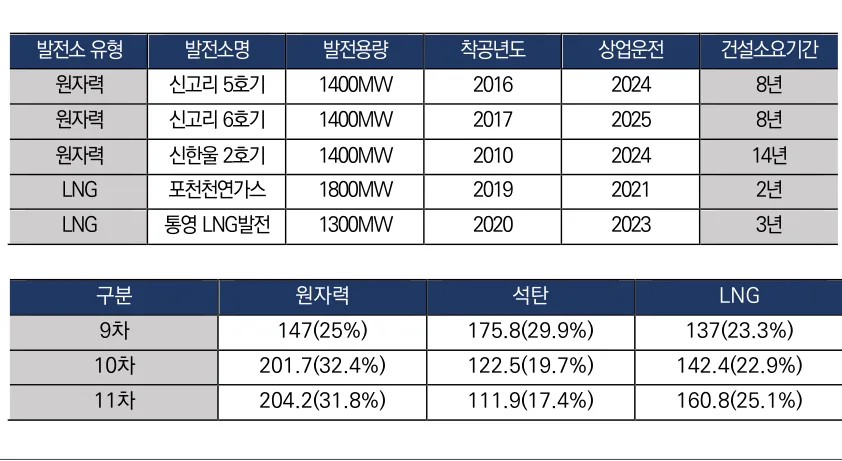 발전소 유형 발전소명 발전용량 착공년도 상업운전 건설소요기간
원자력 신고리 5호기 1400MW 2016 2024 8년
원자력 신고리 6호기 1400MW 2017 2025 8년
원자력 신한울 2호기 1400MW 2010 2024 14년
LNG 포천천연가스 1800MW 2019 2021 2년
LNG 통영 LNG발전 1300MW 2020 2023 3년
구분 원자력 석탄 LNG
9차 147(25%) 175.8(29.9%) 137(23.3%)
10차 201.7(32.4%) 122.5(19.7%) 142.4(22.9%)
11차 204.2(31.8%) 111.9(17.4%) 160.8(25.1%)